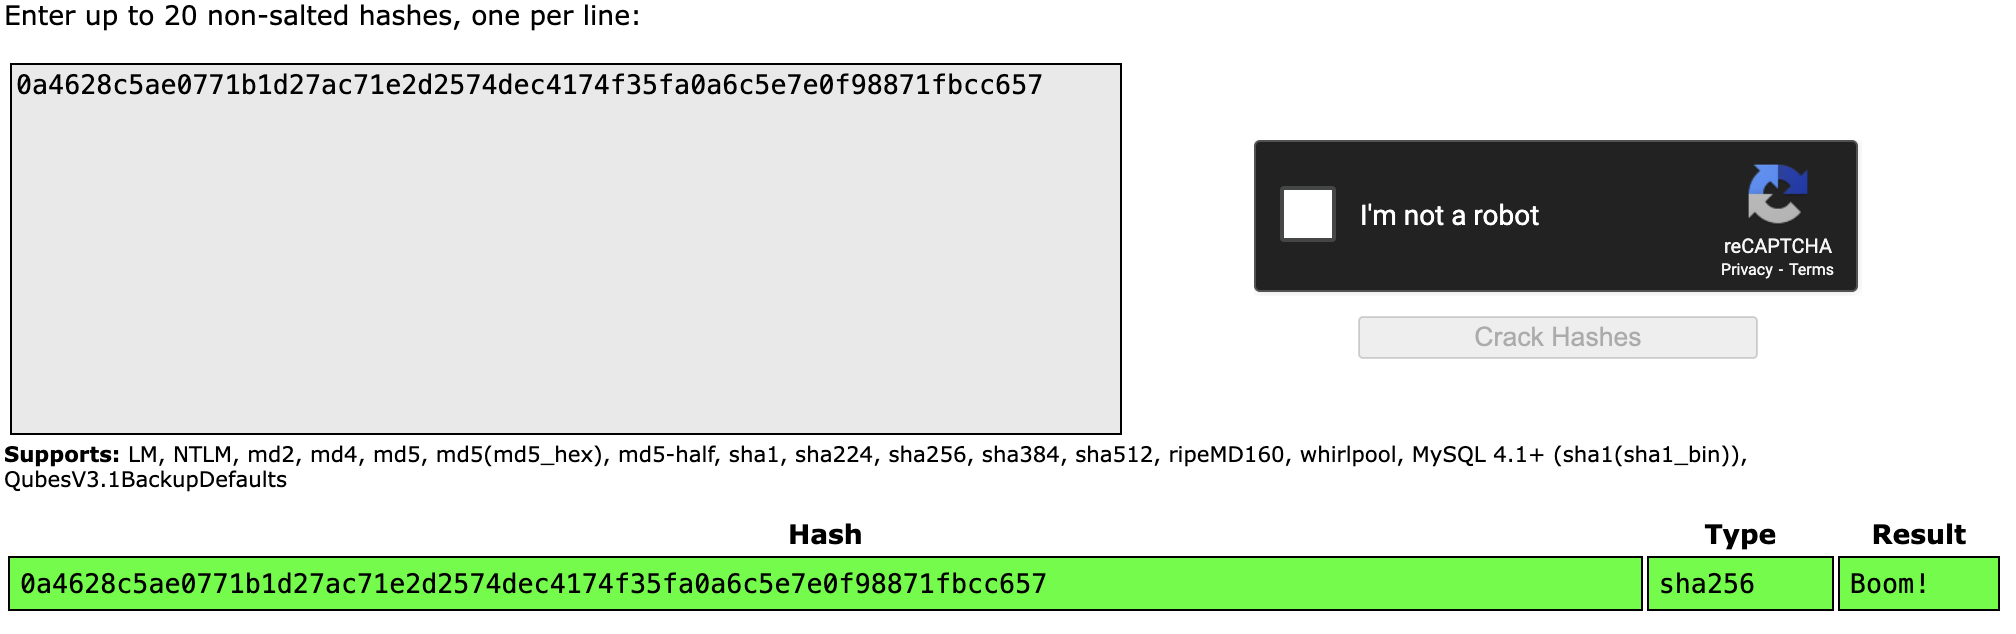 Enter up to 20 non-salted hashes, one per line:
0a4628c5ae0771b1d27ac71e2d2574dec4174f35fa0a6c5e7e0f98871fbcc657
I'm not a robot
reCAPTCHA
Privacy - Terms
Crack Hashes
Supports: LM, NTLM, md2, md4, md5, md5(md5_hex), md5-half, sha1, sha224, sha256, sha384, sha512, ripeMD160, whirlpool, MySQL 4.1+ (sha1(sha1_bin)),
QubesV3.1BackupDefaults
Hash Type Result
0a4628c5ae0771b1d27ac71e2d2574dec4174f35fa0a6c5e7e0f98871fbcc657 sha256 Boom!